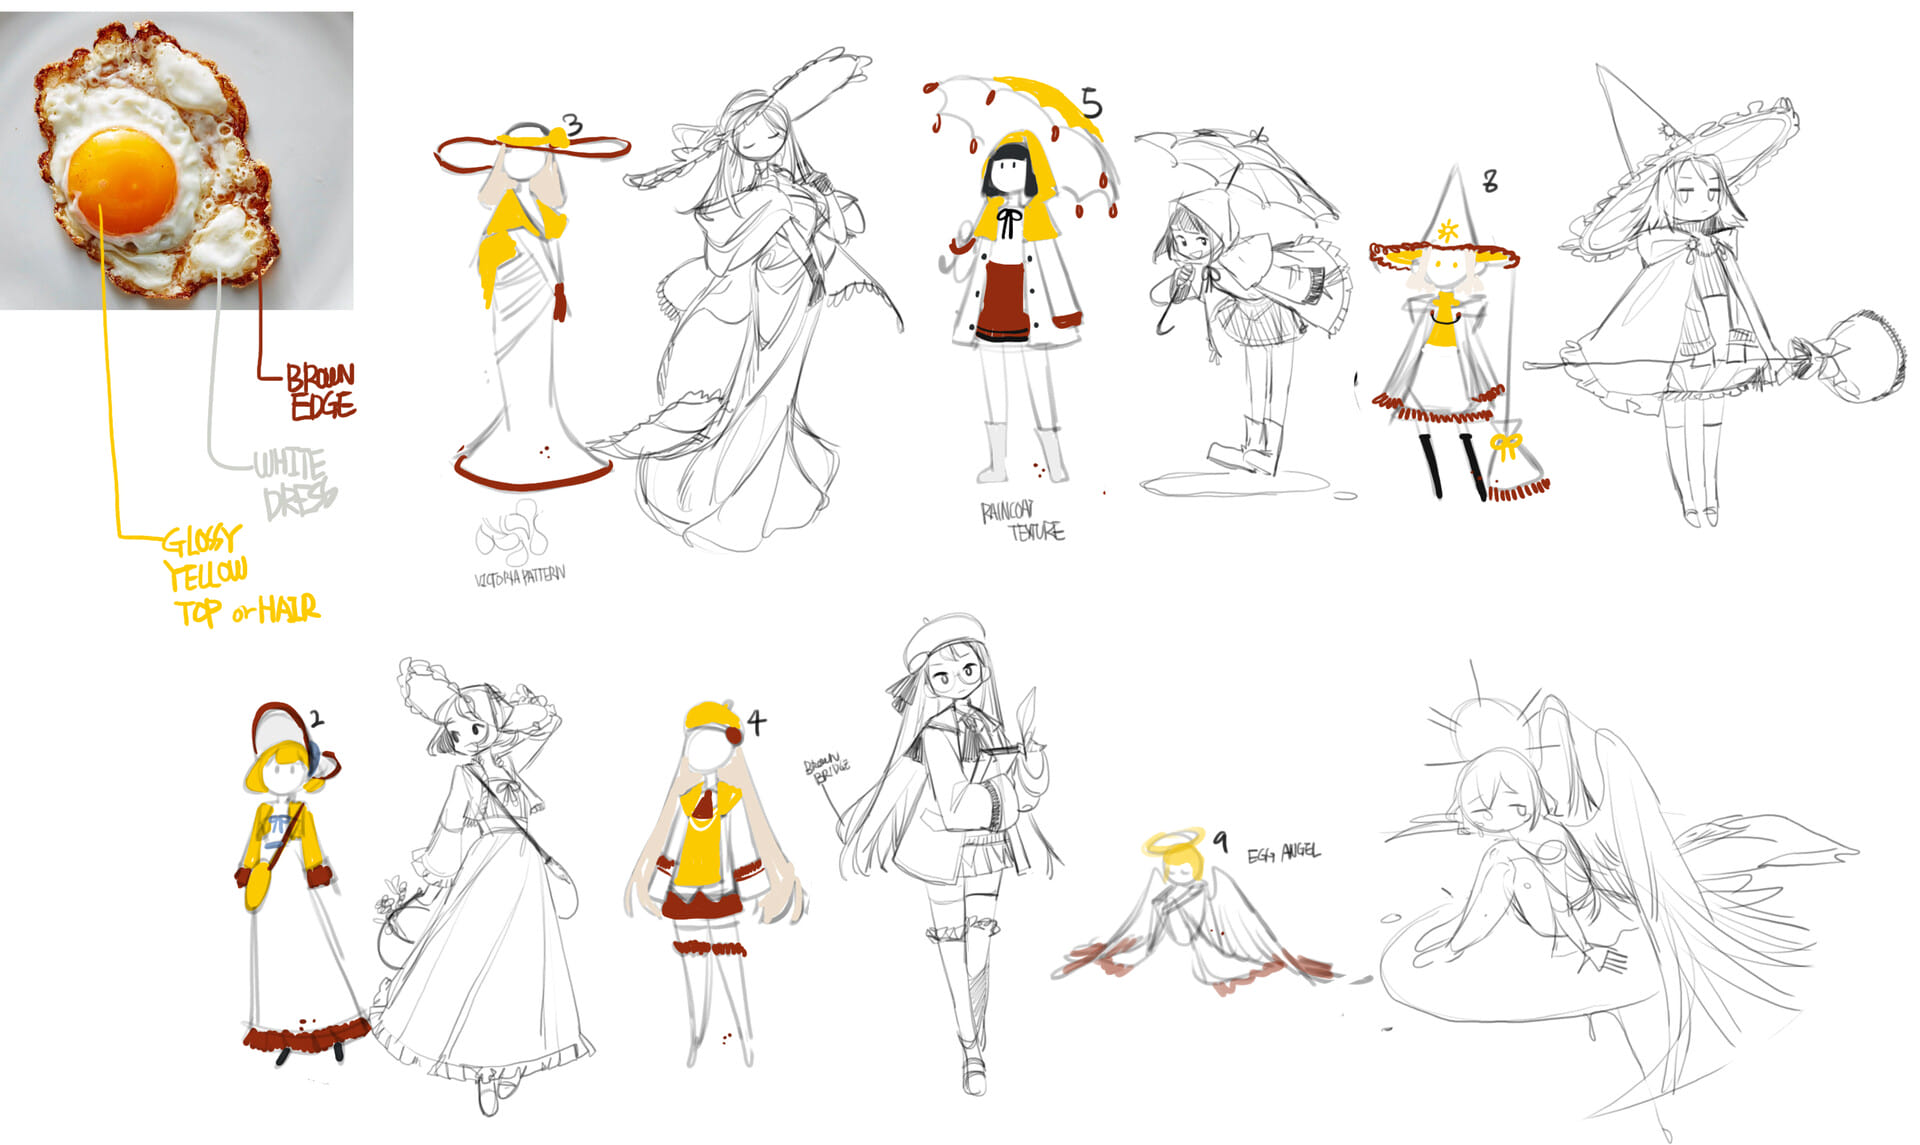 BROWN
EDGE
WHITE
DRESS
GLOSSY
YELLOW
TOP or HAIR
3
VICTORIA PATTERN
5
RAINCOAT
TEXTURE
8
2
4
BROWN
BRIDGE
9
EGG ANGEL